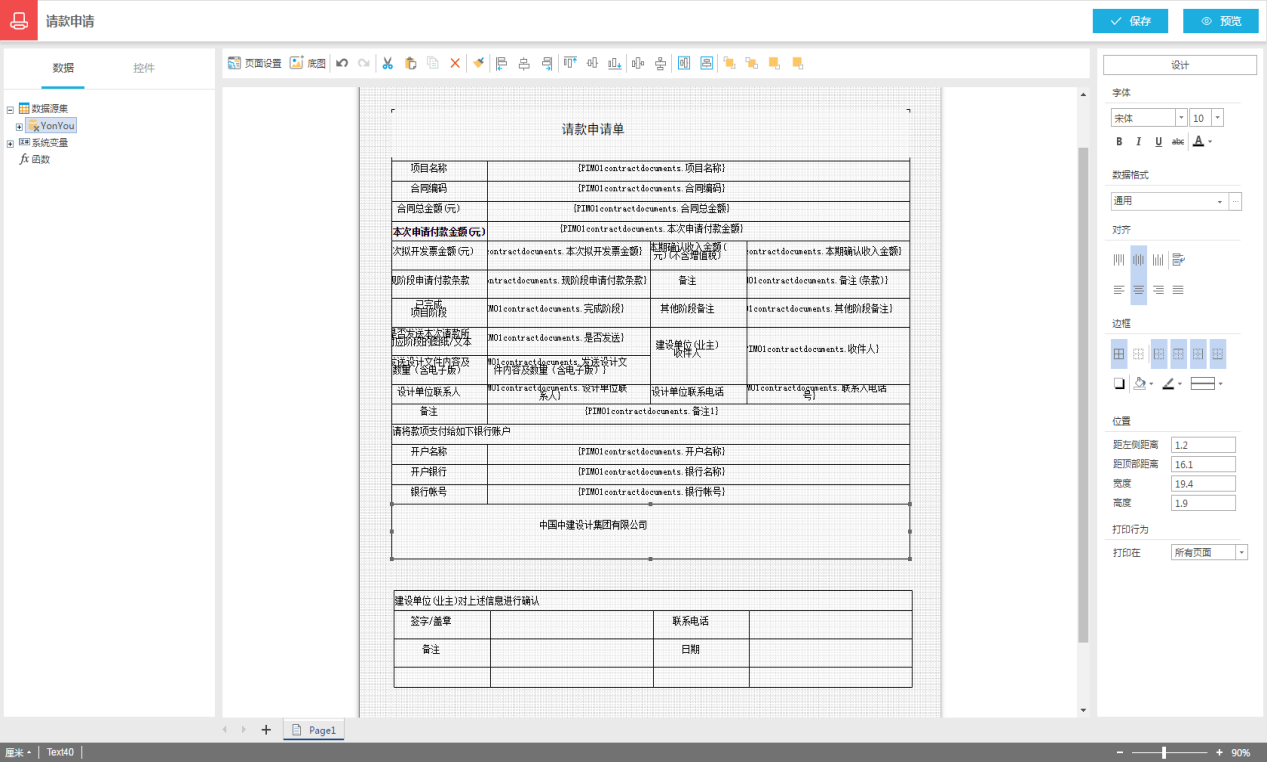 请款申请
保存
预览
数据
控件
页面设置
底图
设计
数据源集
YonYou
系统变量
fx 函数
请款申请单
项目名称 {PIM01contractdocuments.项目名称}
合同编码 {PIM01contractdocuments.合同编码}
合同总金额(元) {PIM01contractdocuments.合同总金额}
本次申请付款金额(元) {PIM01contractdocuments.本次申请付款金额}
次拟开发票金额(元) contractdocuments.本次拟开发票金额} 本期确认收入金额(
元)(不含增值税) contractdocuments.本期确认收入金额}
现阶段申请付款条款 ntractdocuments.现阶段申请付款条款} 备注 01contractdocuments.备注(条款)}
已完成
项目阶段 M01contractdocuments.完成阶段} 其他阶段备注 1contractdocuments.其他阶段备注}
是否发送本次请款所
对应阶段的图纸/文本 M01contractdocuments.是否发送}
建设单位(业主)
收件人 PIM01contractdocuments.收件人}
发送设计文件内容及
数量（含电子版） M01contractdocuments.发送设计文
件内容及数量（含电子版）}
设计单位联系人 M01contractdocuments.设计单位联
系人} 设计单位联系电话 M01contractdocuments.联系人电话
号}
备注 {PIM01contractdocuments.备注1}
请将款项支付给如下银行账户
开户名称 {PIM01contractdocuments.开户名称}
开户银行 {PIM01contractdocuments.银行名称}
银行帐号 {PIM01contractdocuments.银行帐号}
中国中建设计集团有限公司
建设单位(业主)对上述信息进行确认
签字/盖章 联系电话
备注 日期
字体
宋体 10
B I U abc A
数据格式
通用 ...
对齐
边框
位置
距左侧距离 1.2
距顶部距离 16.1
宽度 19.4
高度 1.9
打印行为
打印在 所有页面
Page1
厘米 Text40
90%